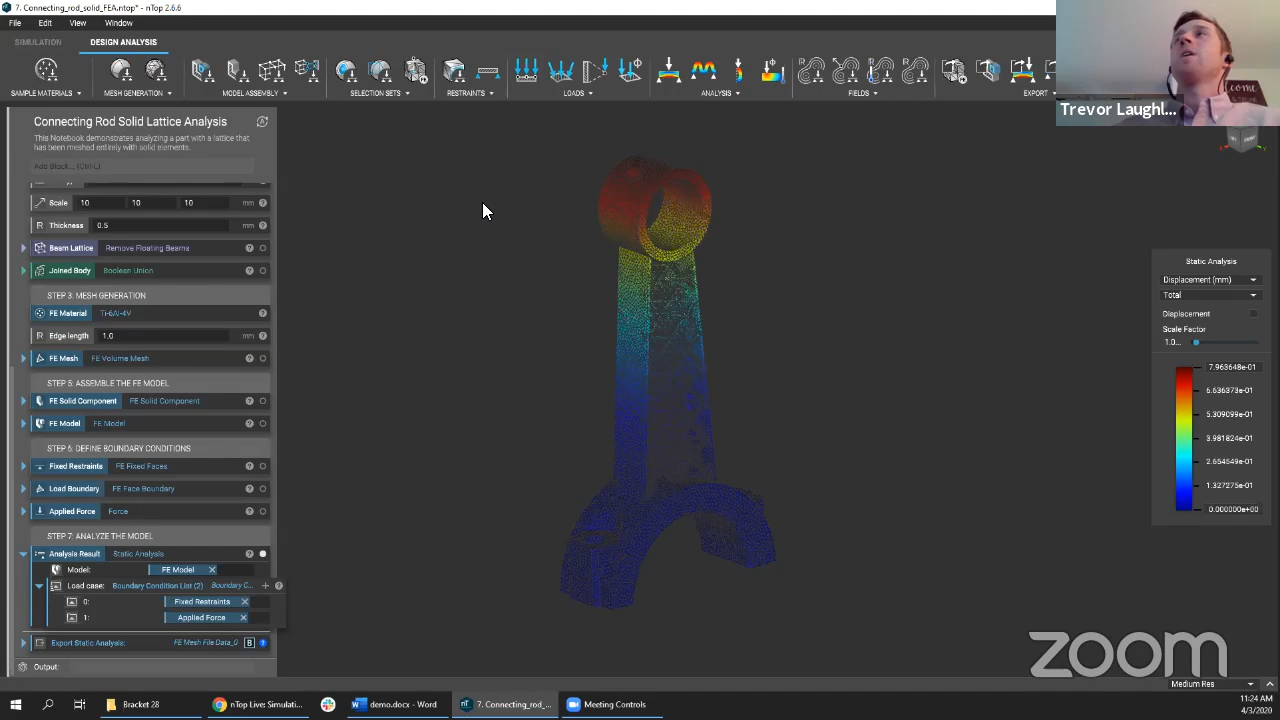 7. Connecting_rod_solid_FEA.ntop* - nTop 2.6.6
File Edit View Window
SIMULATION DESIGN ANALYSIS
SAMPLE MATERIALS MESH GENERATION MODEL ASSEMBLY SELECTION SETS RESTRAINTS LOADS ANALYSIS FIELDS EXPORT
Trevor Laughl...
Connecting Rod Solid Lattice Analysis
This Notebook demonstrates analyzing a part with a lattice
that has been meshed entirely with solid elements.
Add Block... (Ctrl+L)
Scale 10 10 10 mm
R Thickness 0.5 mm
Beam Lattice Remove Floating Beams
Joined Body Boolean Union
STEP 3: MESH GENERATION
FE Material Ti-6Al-4V
R Edge length 1.0 mm
FE Mesh FE Volume Mesh
STEP 5: ASSEMBLE THE FE MODEL
FE Solid Component FE Solid Component
FE Model FE Model
STEP 6: DEFINE BOUNDARY CONDITIONS
Fixed Restraints FE Fixed Faces
Load Boundary FE Face Boundary
Applied Force Force
STEP 7: ANALYZE THE MODEL
Analysis Result Static Analysis
Model: FE Model
Load case: Boundary Condition List (2) Boundary C...
0: Fixed Restraints
1: Applied Force
Export Static Analysis: FE Mesh File Data_0 B
Output:
Static Analysis
Displacement (mm)
Total
Displacement
Scale Factor
1.0...
7.963648e-01
6.636373e-01
5.309099e-01
3.981824e-01
2.654549e-01
1.327275e-01
0.000000e+00
zoom
Medium Res
Bracket 28 nTop Live: Simulati... demo.docx - Word 7. Connecting_rod_... Meeting Controls
11:24 AM
4/3/2020